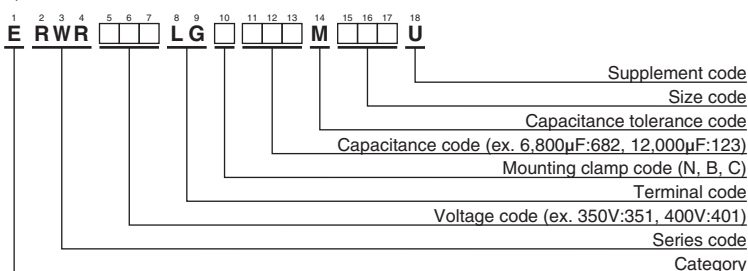 1 2 3 4 5 6 7 8 9 10 11 12 13 14 15 16 17 18
E RWR □□□ LG □ □□□ M □□□ U
Supplement code
Size code
Capacitance tolerance code
Capacitance code (ex. 6,800µF:682, 12,000µF:123)
Mounting clamp code (N, B, C)
Terminal code
Voltage code (ex. 350V:351, 400V:401)
Series code
Category